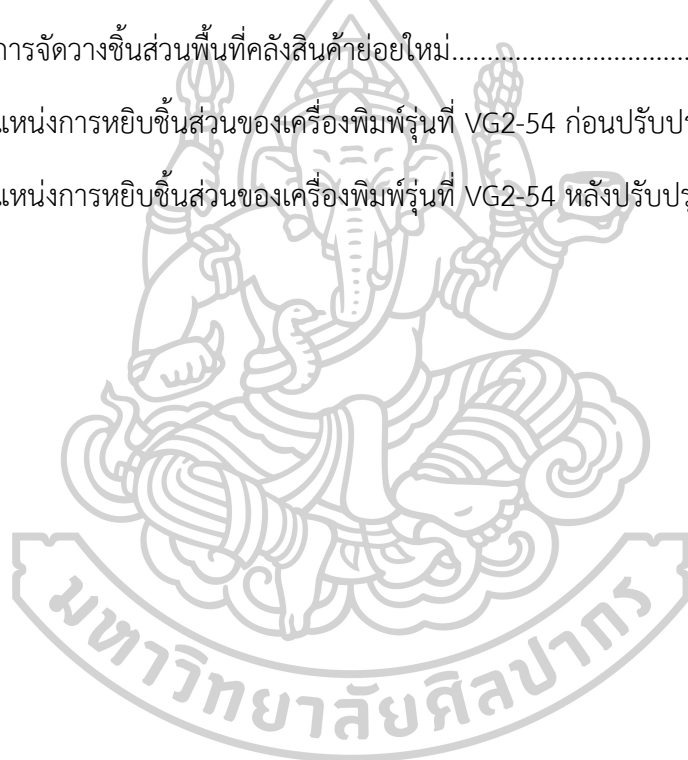 การจัดวางชิ้นส่วนพื้นที่คลังสินค้าย่อยใหม่.................................
แหน่งการหยิบชิ้นส่วนของเครื่องพิมพ์รุ่นที่ VG2-54 ก่อนปรับปร
แหน่งการหยิบชิ้นส่วนของเครื่องพิมพ์รุ่นที่ VG2-54 หลังปรับปรุ
มหาวิทยาลัยศิลปากร